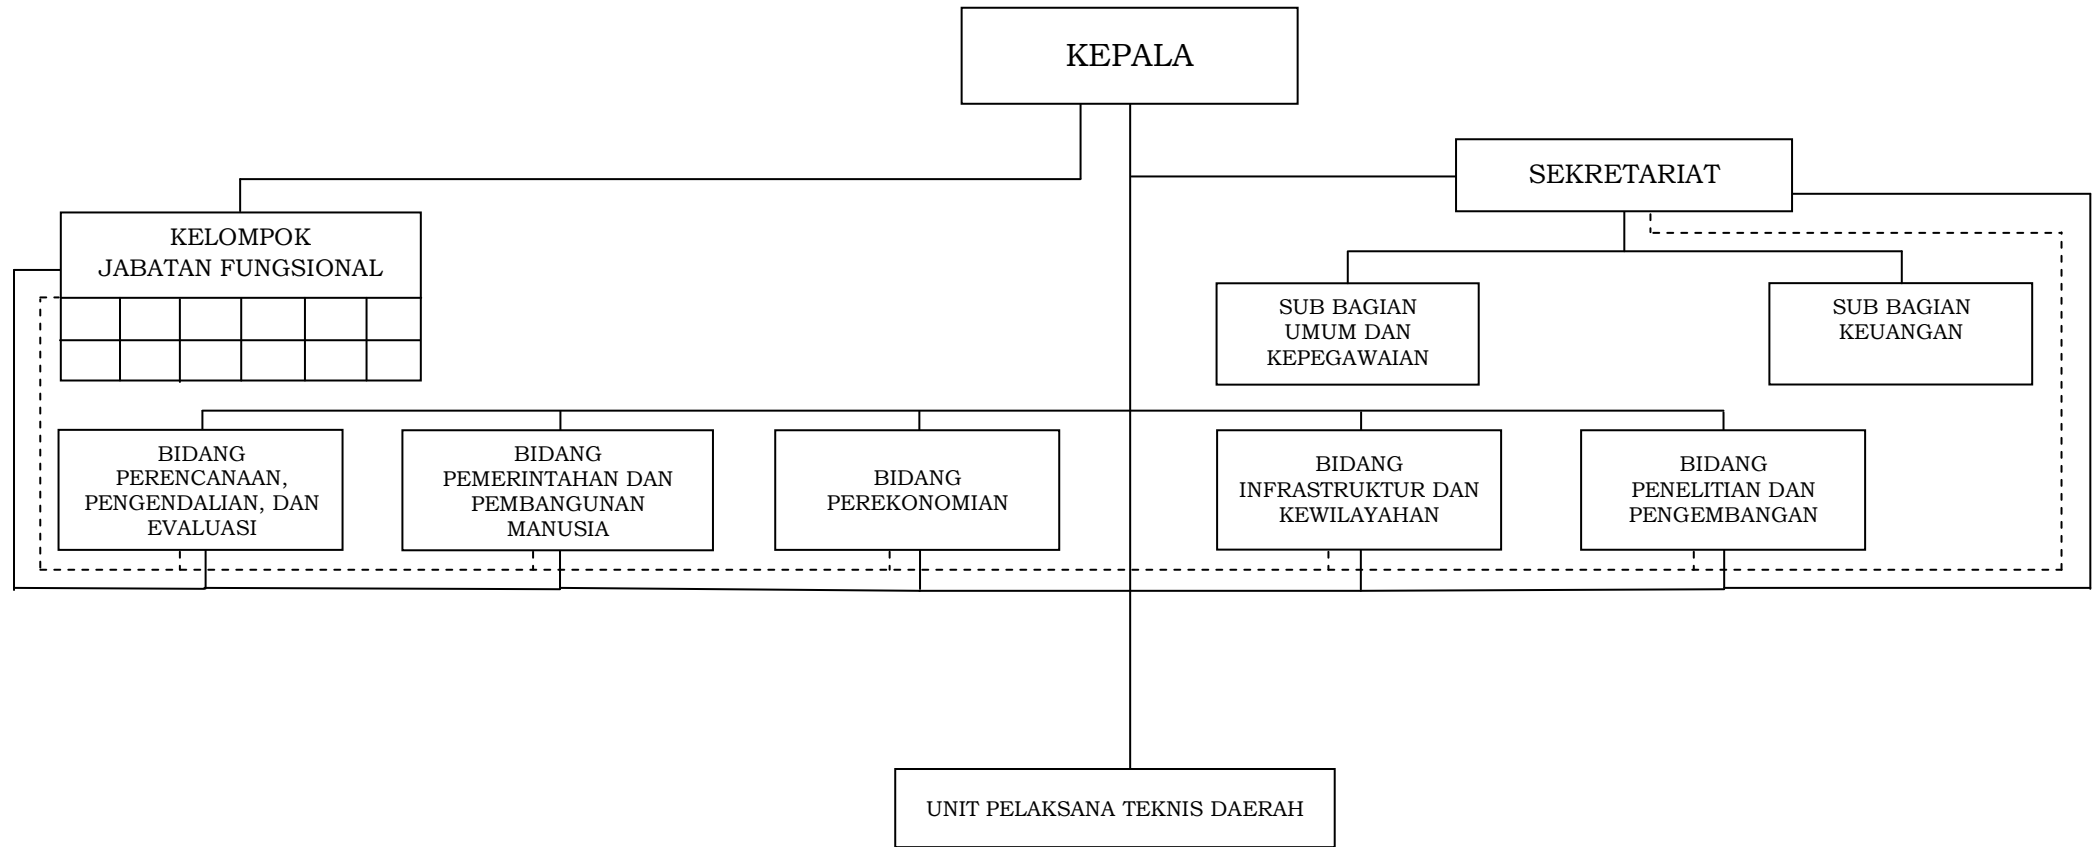 KEPALA
SEKRETARIAT
KELOMPOK
JABATAN FUNGSIONAL
SUB BAGIAN
UMUM DAN
KEPEGAWAIAN
SUB BAGIAN
KEUANGAN
BIDANG
PERENCANAAN,
PENGENDALIAN, DAN
EVALUASI
BIDANG
PEMERINTAHAN DAN
PEMBANGUNAN
MANUSIA
BIDANG
PEREKONOMIAN
BIDANG
INFRASTRUKTUR DAN
KEWILAYAHAN
BIDANG
PENELITIAN DAN
PENGEMBANGAN
UNIT PELAKSANA TEKNIS DAERAH